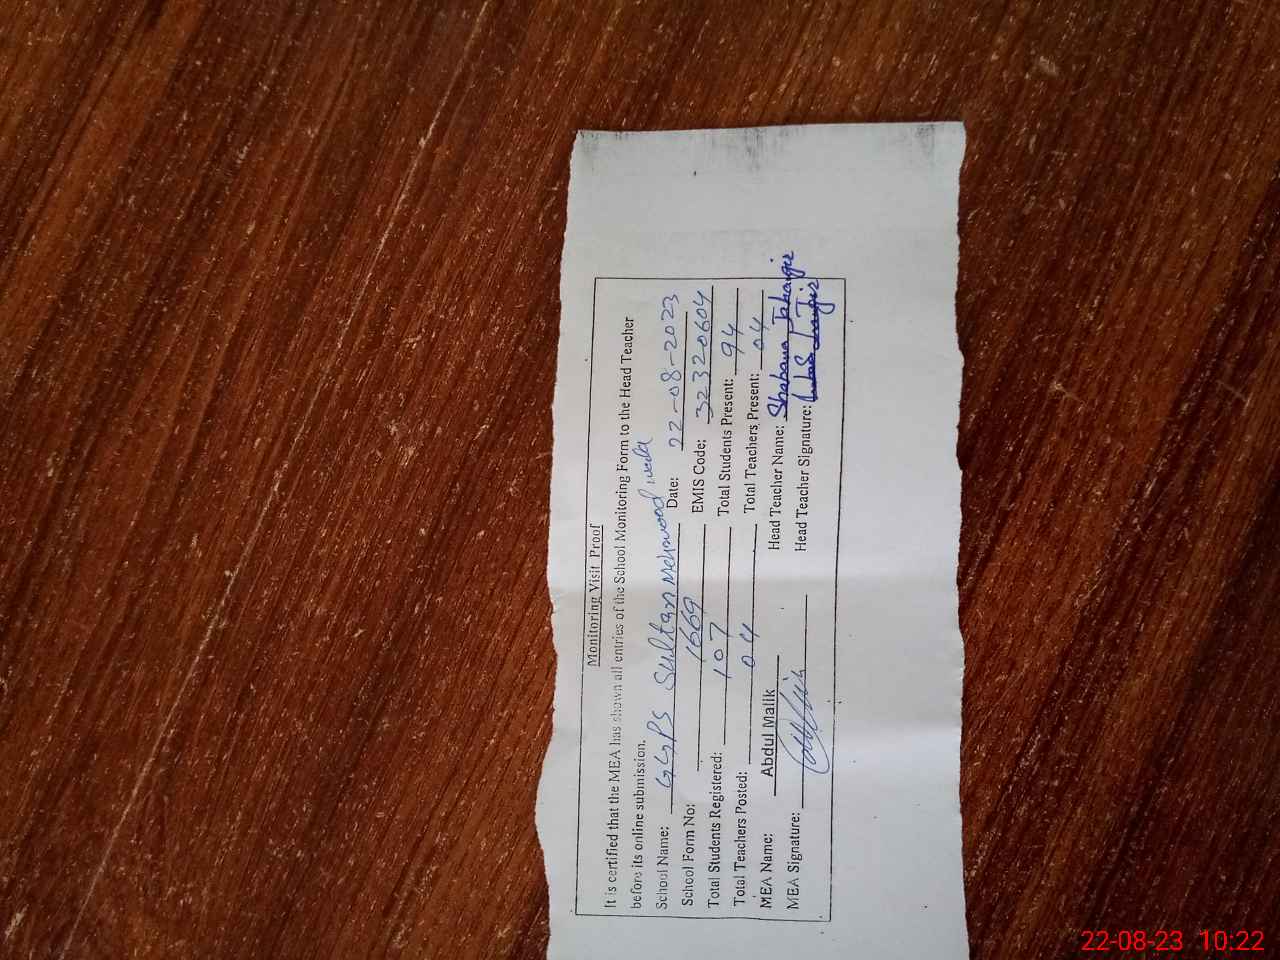 Monitoring Visit Proof
It is certified that the MEA has shown all entries of the School Monitoring Form to the Head Teacher
before its online submission.
School Name: GGPS Sultan Mehmood wala Date: 22-08-2023
School Form No: 1669 EMIS Code: 32320604
Total Students Registered: 107 Total Students Present: 94
Total Teachers Posted: 04 Total Teachers Present: 04
MEA Name: Abdul Malik Head Teacher Name: Shabana Jahangir
MEA Signature: Head Teacher Signature:
22-08-23 10:22